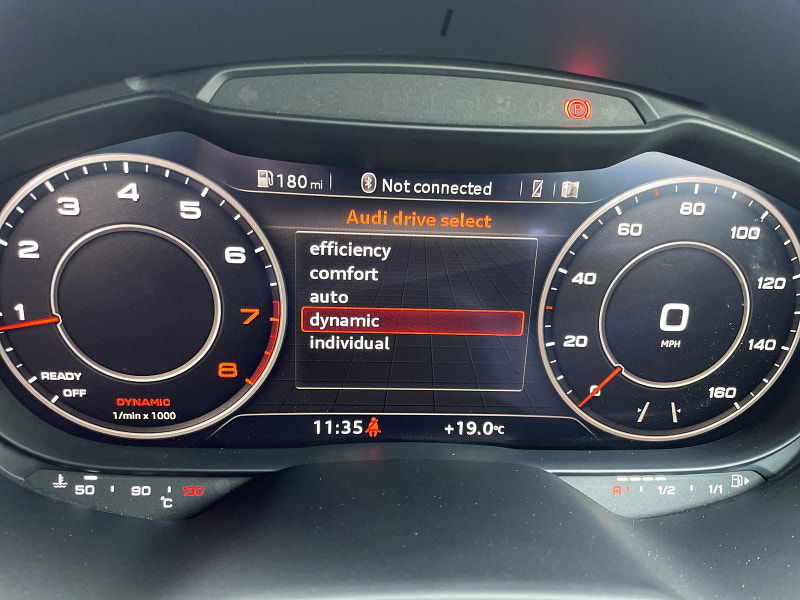 (P)
180 mi
Not connected
Audi drive select
efficiency
comfort
auto
dynamic
individual
1 2 3 4 5 6 7 8
READY
OFF
DYNAMIC
1/min x 1000
0 20 40 60 80 100 120 140 160
0
MPH
11:35
+19.0°C
50 90 130
°C
R 1/2 1/1